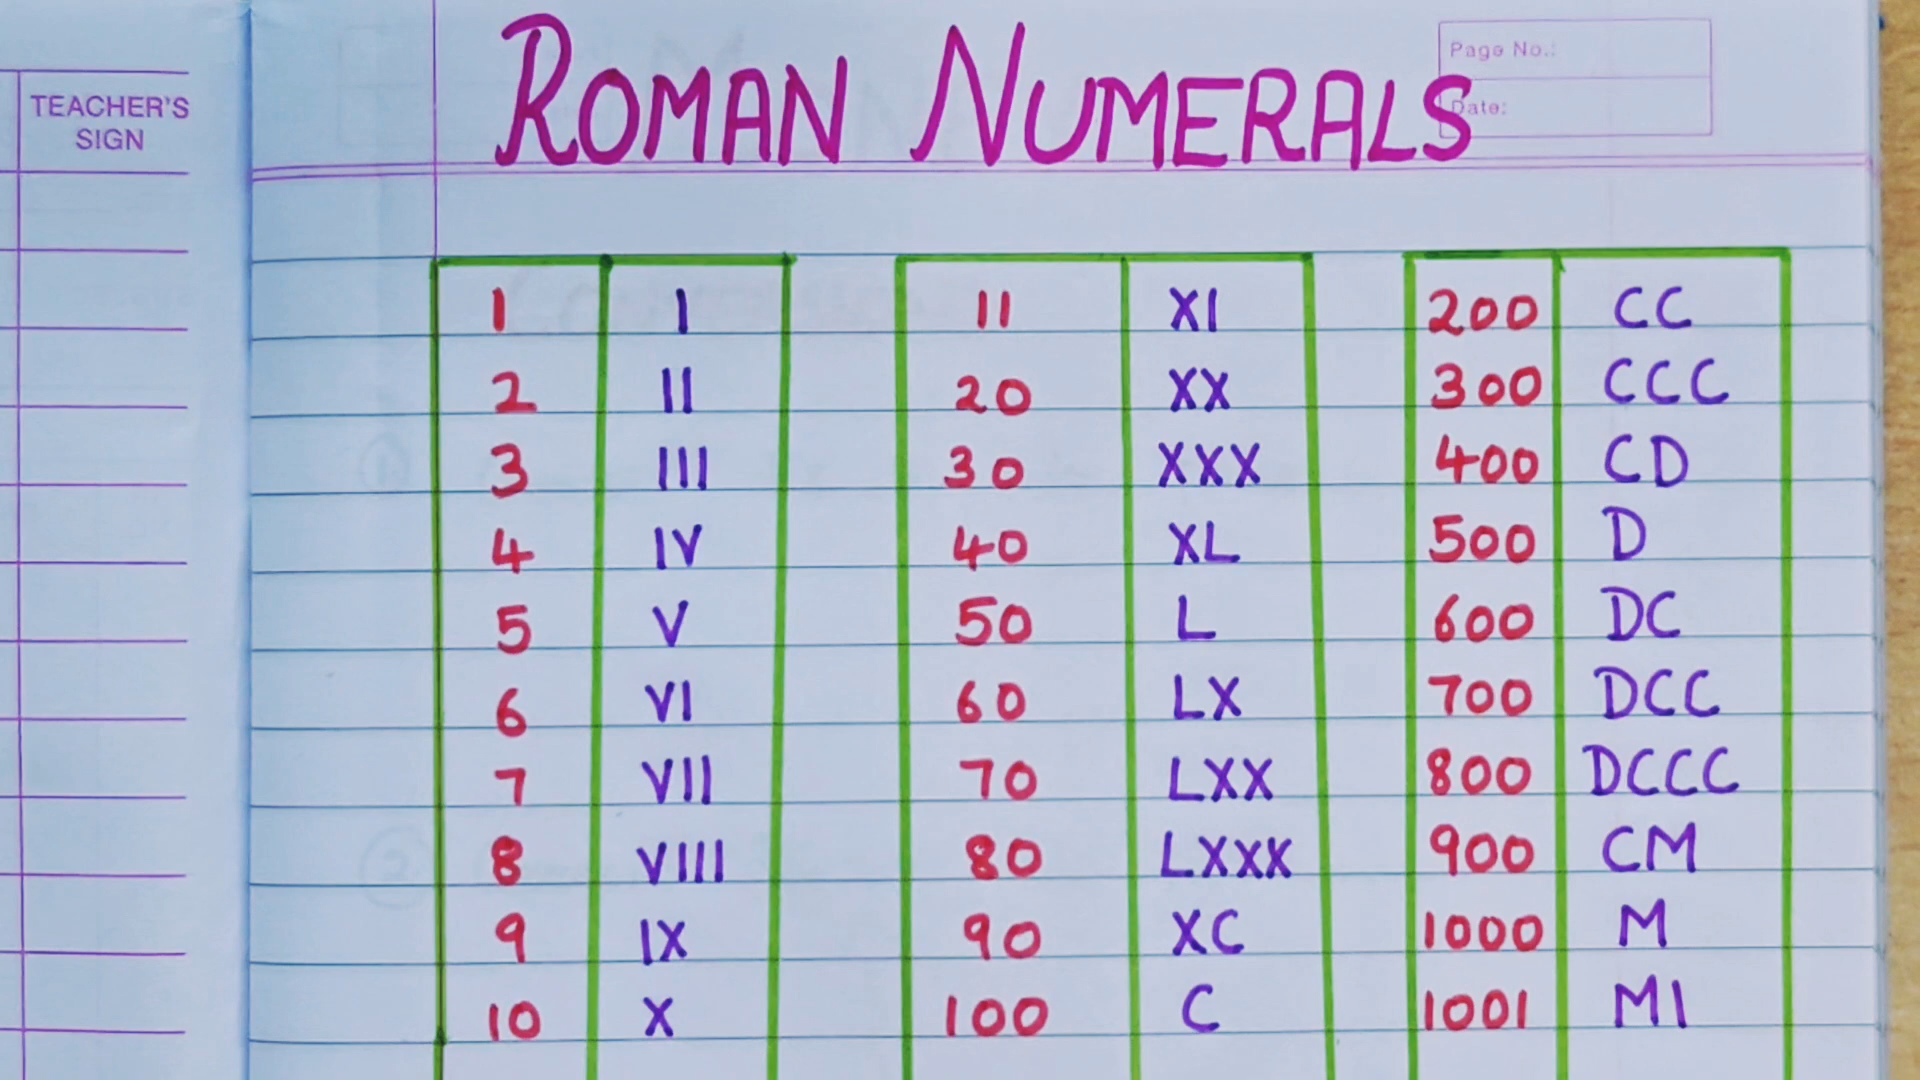 TEACHER'S
SIGN
Page No.:
Date:
ROMAN NUMERALS
1 I 11 XI 200 CC
2 II 20 XX 300 CCC
3 III 30 XXX 400 CD
4 IV 40 XL 500 D
5 V 50 L 600 DC
6 VI 60 LX 700 DCC
7 VII 70 LXX 800 DCCC
8 VIII 80 LXXX 900 CM
9 IX 90 XC 1000 M
10 X 100 C 1001 MI